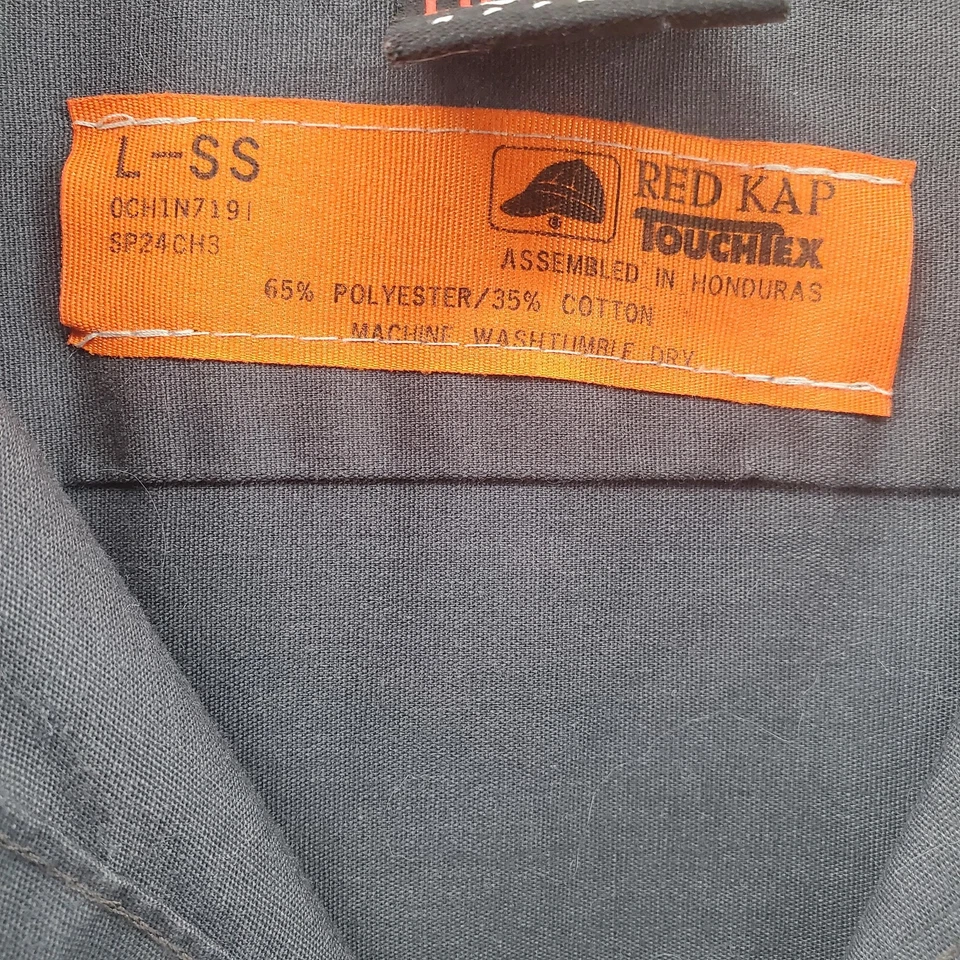 L-SS
0CH1N7191
SP24CH3
RED KAP
TOUCHTEX
ASSEMBLED IN HONDURAS
65% POLYESTER/35% COTTON
MACHINE WASHTUMBLE DRY